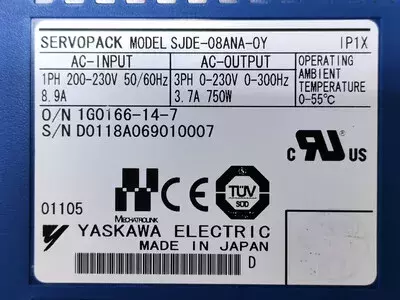 SERVOPACK MODEL SJDE-08ANA-OY IP1X
AC-INPUT AC-OUTPUT OPERATING AMBIENT TEMPERATURE
1PH 200-230V 50/60Hz 3PH 0-230V 0-300Hz 0-55℃
8.9A 3.7A 750W
O/N 1G0166-14-7
S/N D0118A069010007
c RU US
MECHATROLINK CE TÜV
SÜD
01105
YASKAWA ELECTRIC
MADE IN JAPAN
D